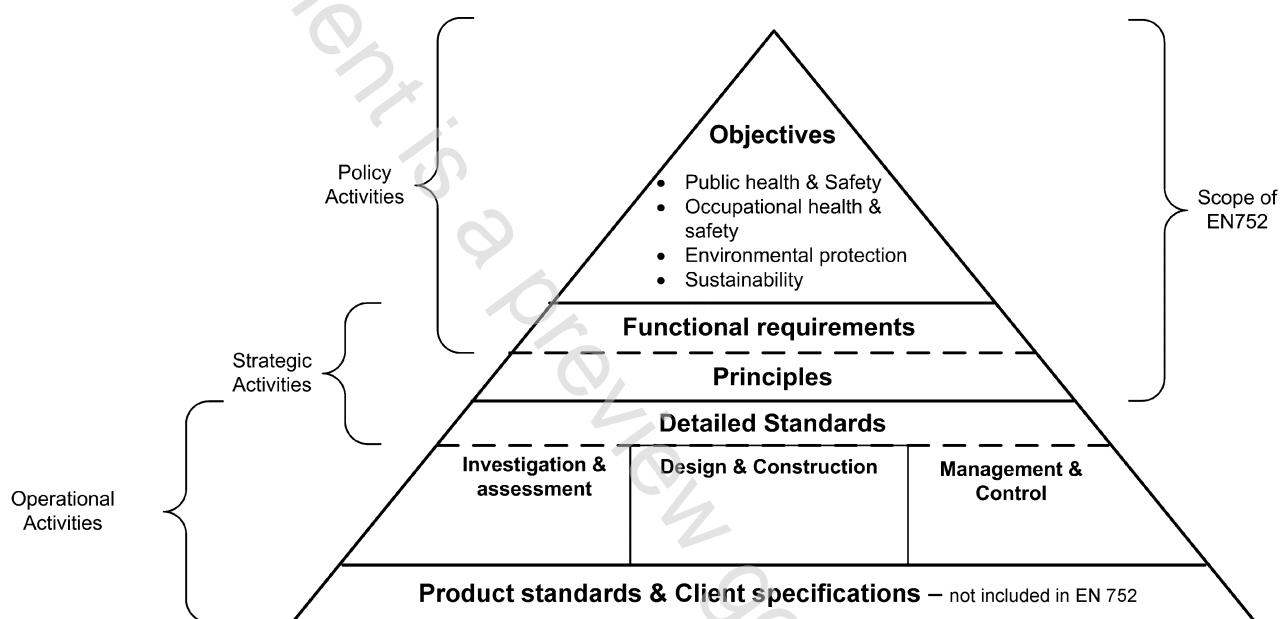 Objectives
• Public health & Safety
• Occupational health &
safety
• Environmental protection
• Sustainability
Policy
Activities
Scope of
EN752
Functional requirements
Strategic
Activities
Principles
Detailed Standards
Investigation &
assessment
Design & Construction
Management &
Control
Operational
Activities
Product standards & Client specifications – not included in EN 752
is a preview